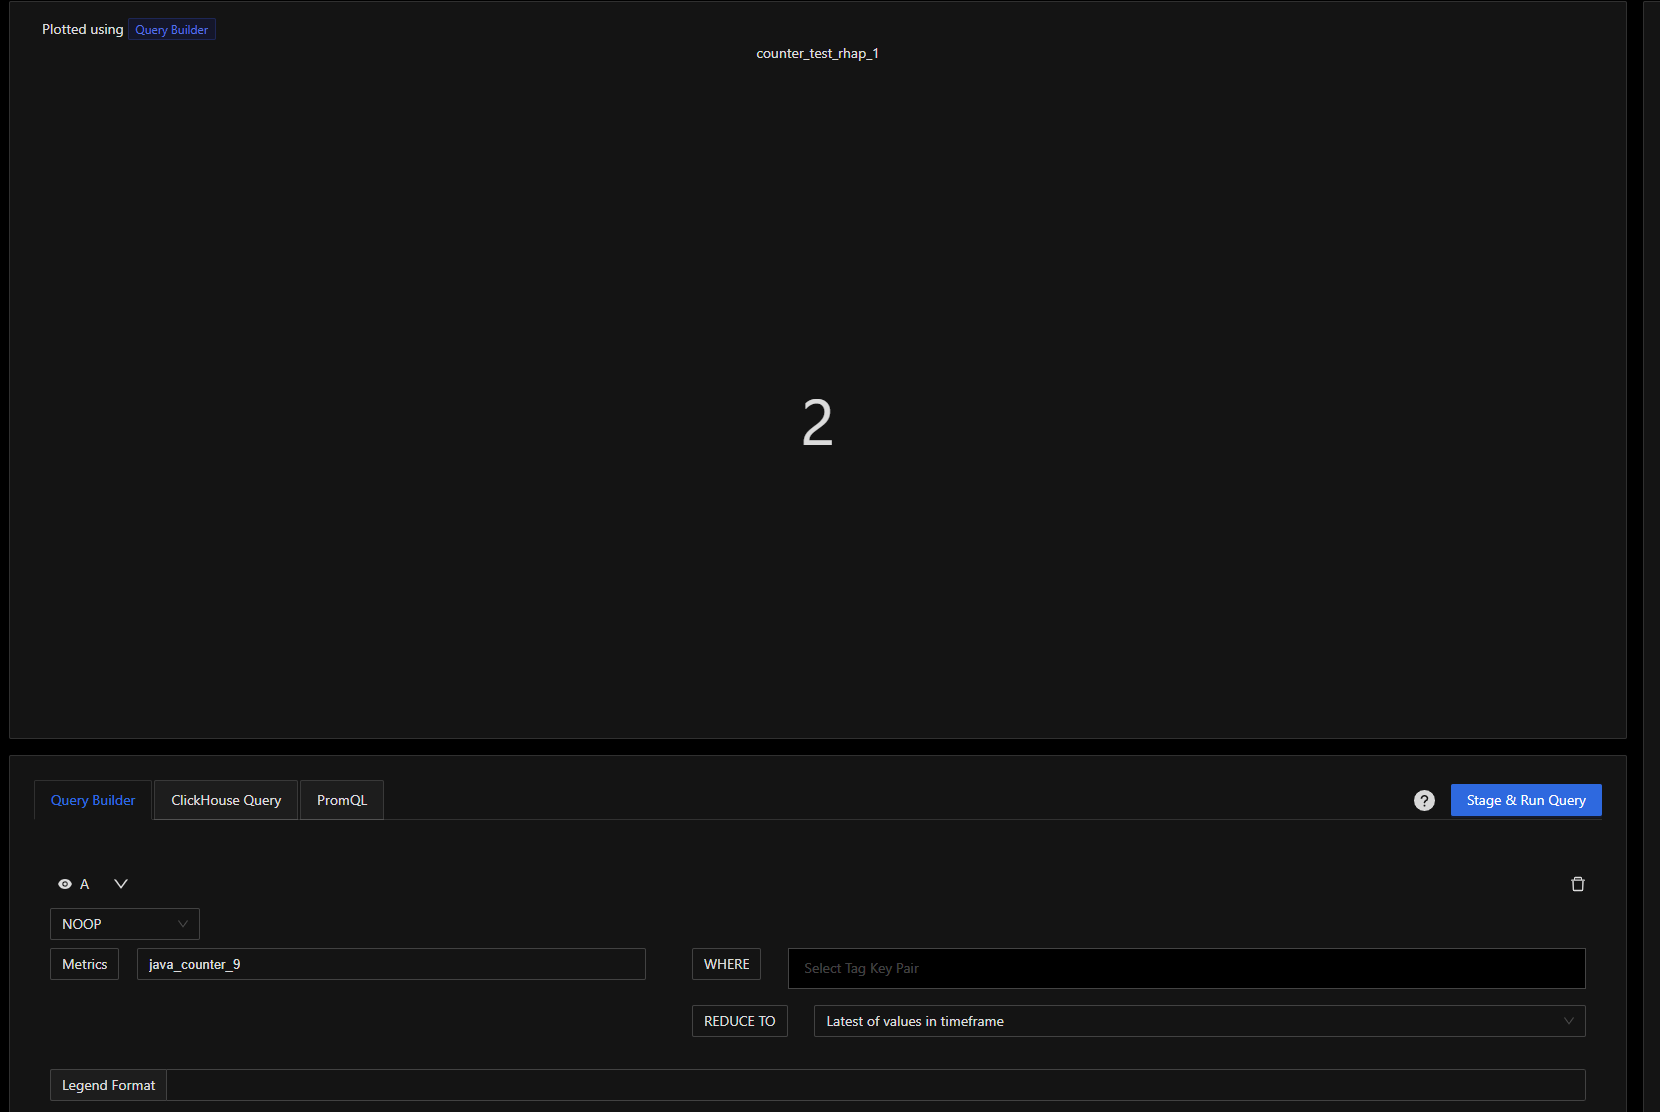 Plotted using Query Builder
counter_test_rhap_1
2
Query Builder ClickHouse Query PromQL ? Stage & Run Query
A
NOOP
Metrics java_counter_9 WHERE Select Tag Key Pair
REDUCE TO Latest of values in timeframe
Legend Format